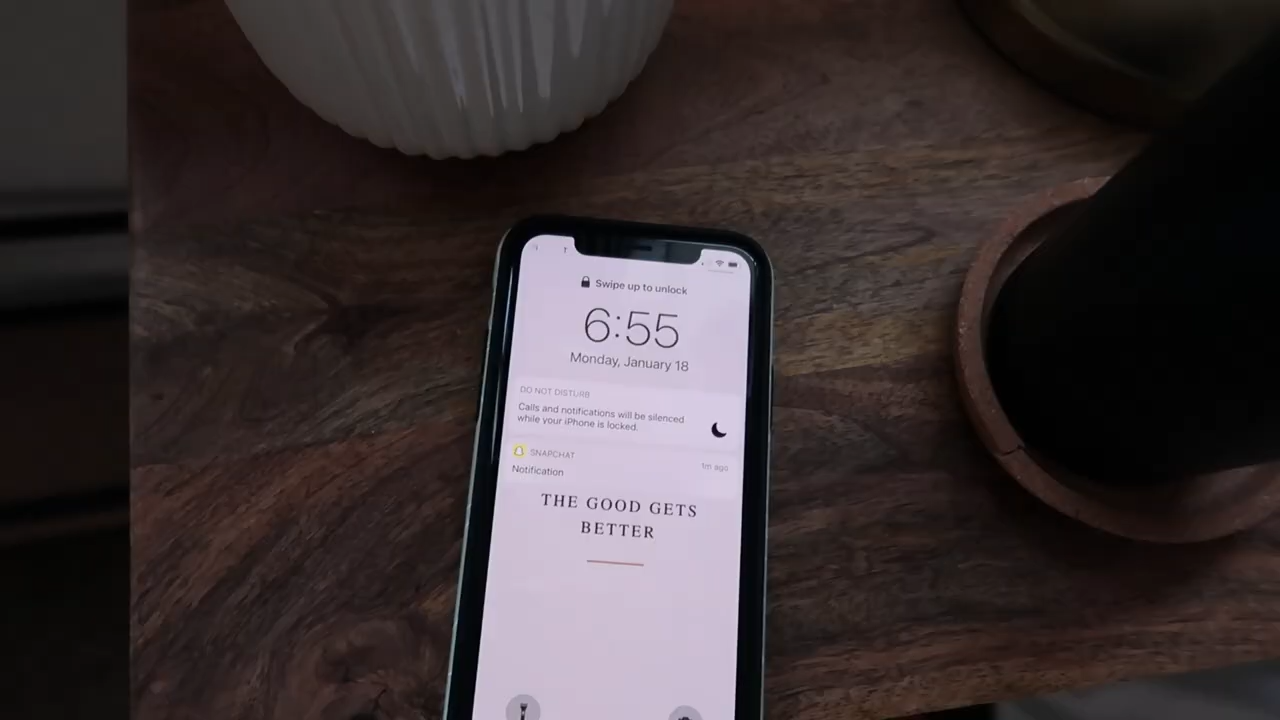 Swipe up to unlock
6:55
Monday, January 18
DO NOT DISTURB
Calls and notifications will be silenced
while your iPhone is locked.
SNAPCHAT
1m ago
Notification
THE GOOD GETS
BETTER